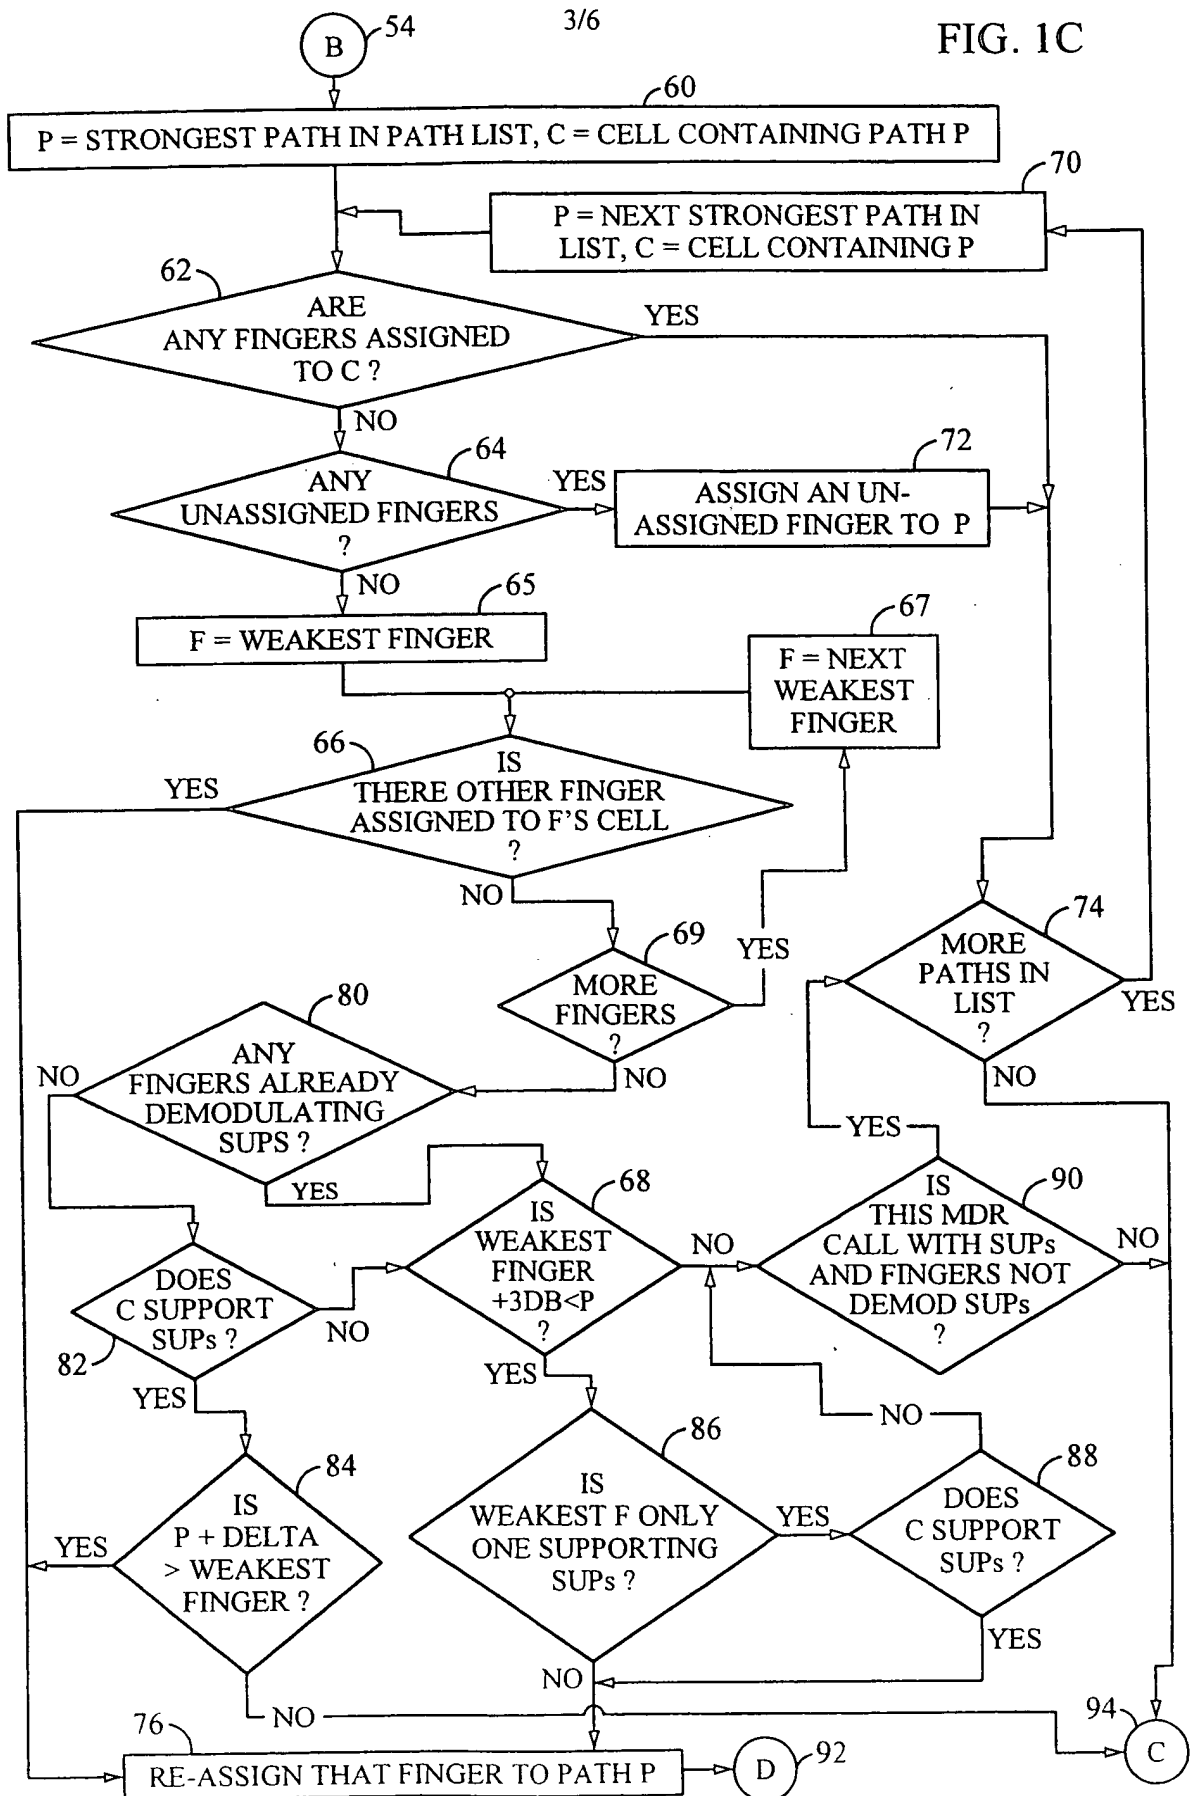 B
54
3/6
FIG. 1C
60
P = STRONGEST PATH IN PATH LIST, C = CELL CONTAINING PATH P
70
P = NEXT STRONGEST PATH IN
LIST, C = CELL CONTAINING P
62
ARE
ANY FINGERS ASSIGNED
TO C ?
YES
NO
64
ANY
UNASSIGNED FINGERS
?
YES
72
ASSIGN AN UN-
ASSIGNED FINGER TO P
NO
65
F = WEAKEST FINGER
67
F = NEXT
WEAKEST
FINGER
66
IS
THERE OTHER FINGER
ASSIGNED TO F'S CELL
?
YES
NO
69
MORE
FINGERS
?
YES
NO
74
MORE
PATHS IN
LIST
?
YES
NO
80
ANY
FINGERS ALREADY
DEMODULATING
SUPS ?
NO
YES
68
IS
WEAKEST
FINGER
+3DB<P
?
NO
YES
90
IS
THIS MDR
CALL WITH SUPs
AND FINGERS NOT
DEMOD SUPs
?
YES
NO
DOES
C SUPPORT
SUPs ?
82
NO
YES
84
IS
P + DELTA
> WEAKEST
FINGER ?
YES
NO
86
IS
WEAKEST F ONLY
ONE SUPPORTING
SUPs ?
YES
NO
88
DOES
C SUPPORT
SUPs ?
NO
YES
76
RE-ASSIGN THAT FINGER TO PATH P
D
92
94
C